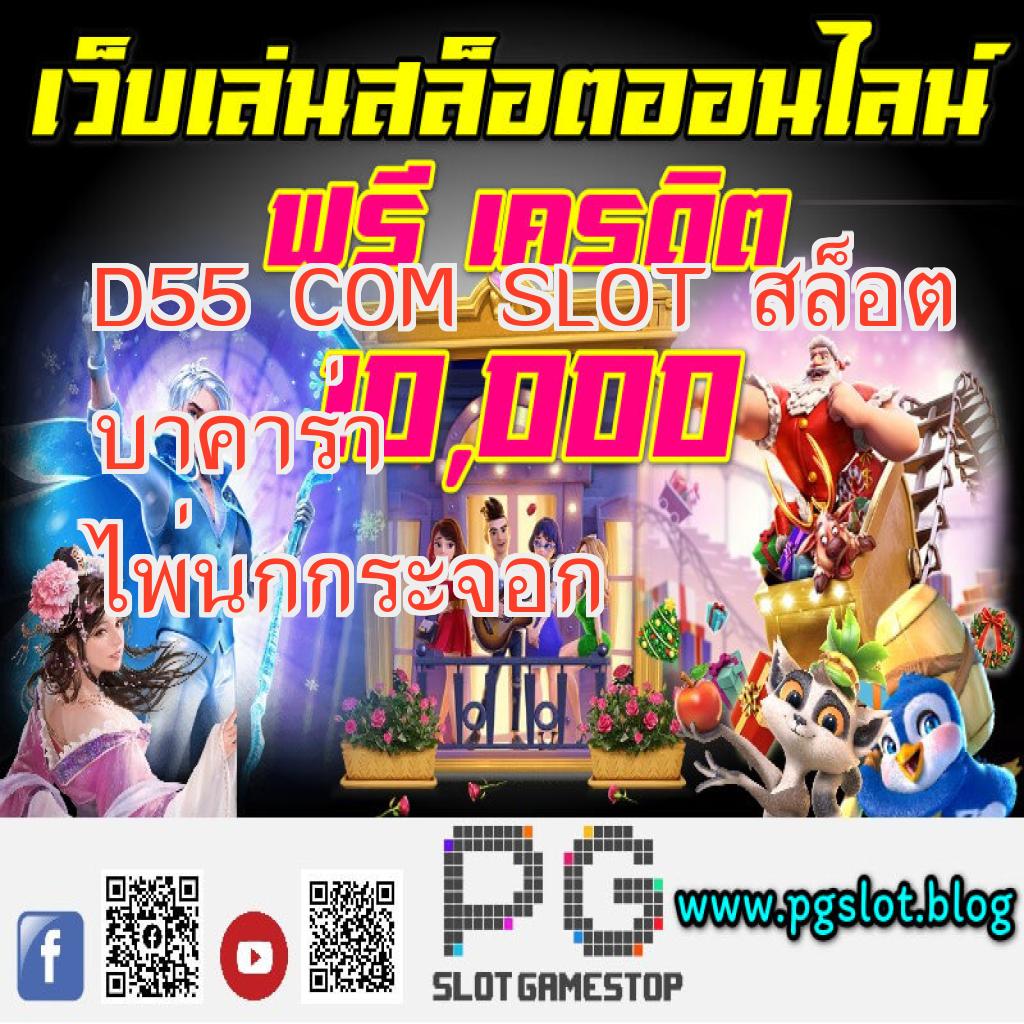 เว็บเล่นสล็อตออนไลน์
ฟรี เครดิต
D55 COM SLOT สล็อต
10,000
บาคาร่า
ไพ่นกกระจอก
f
PG
SLOT GAMESTOP
www.pgslot.blog